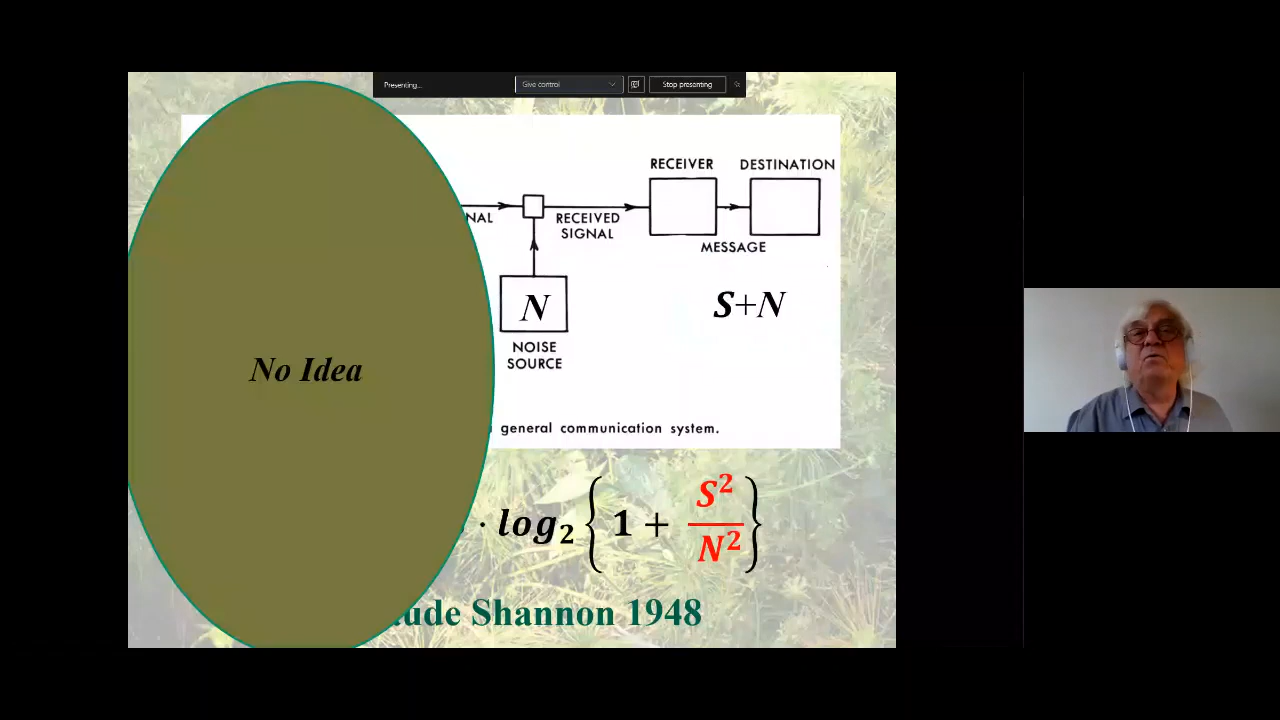 Presenting...
Give control
Stop presenting
RECEIVER DESTINATION
NAL
RECEIVED
SIGNAL
MESSAGE
N
S+N
NOISE
SOURCE
No Idea
general communication system.
· log₂ { 1 + S²/N² }
ude Shannon 1948